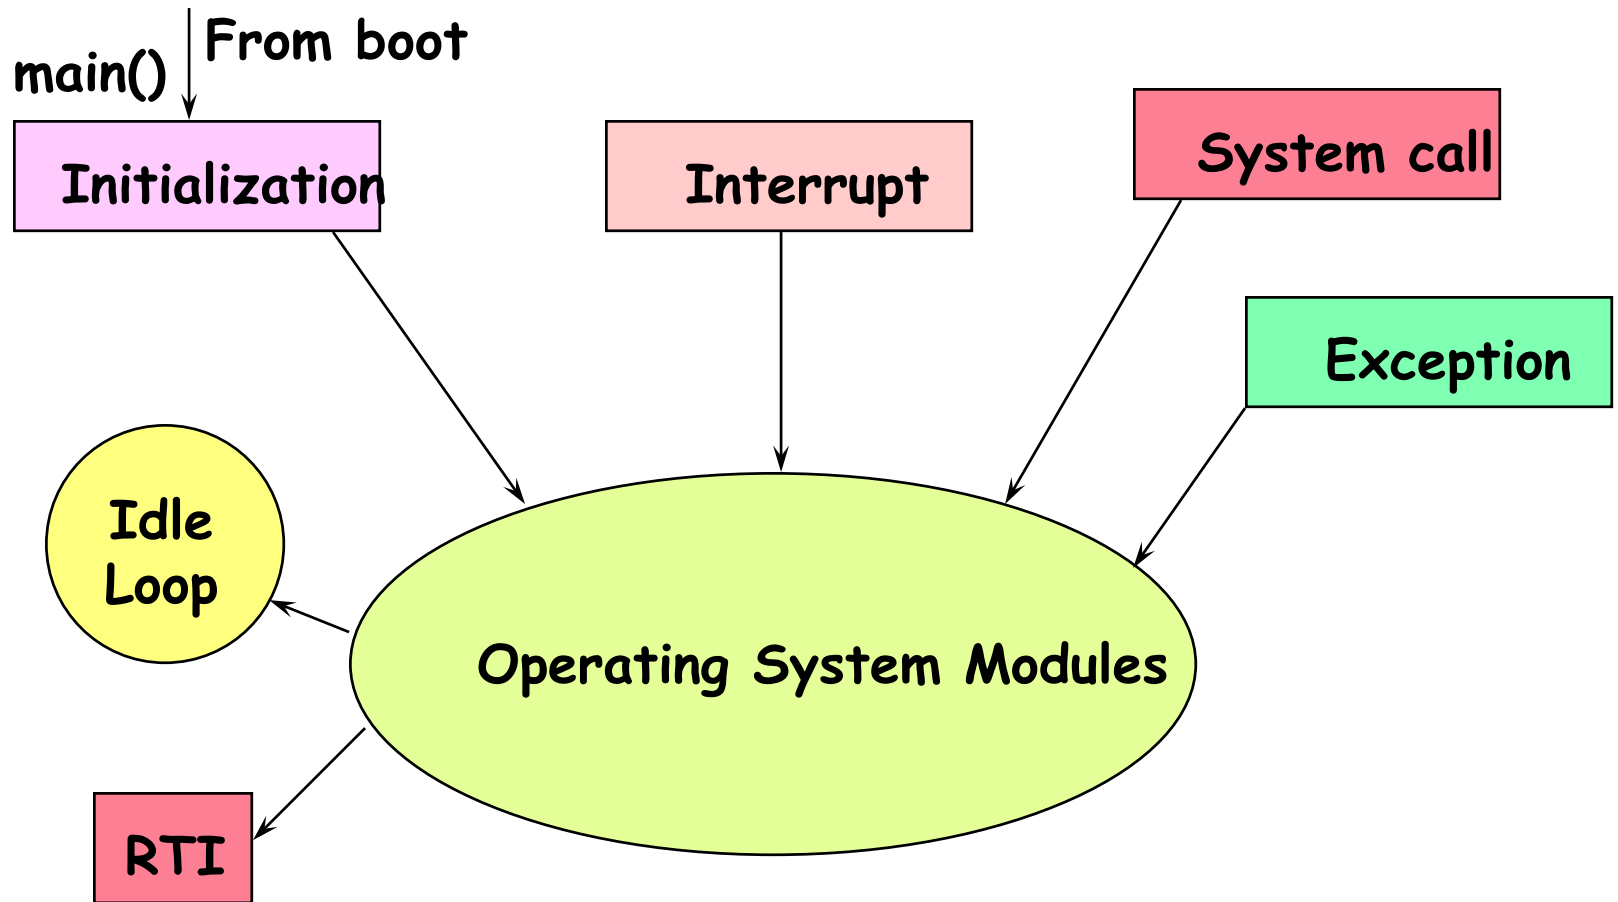 From boot
main()
Initialization
Interrupt
System call
Exception
Idle
Loop
Operating System Modules
RTI